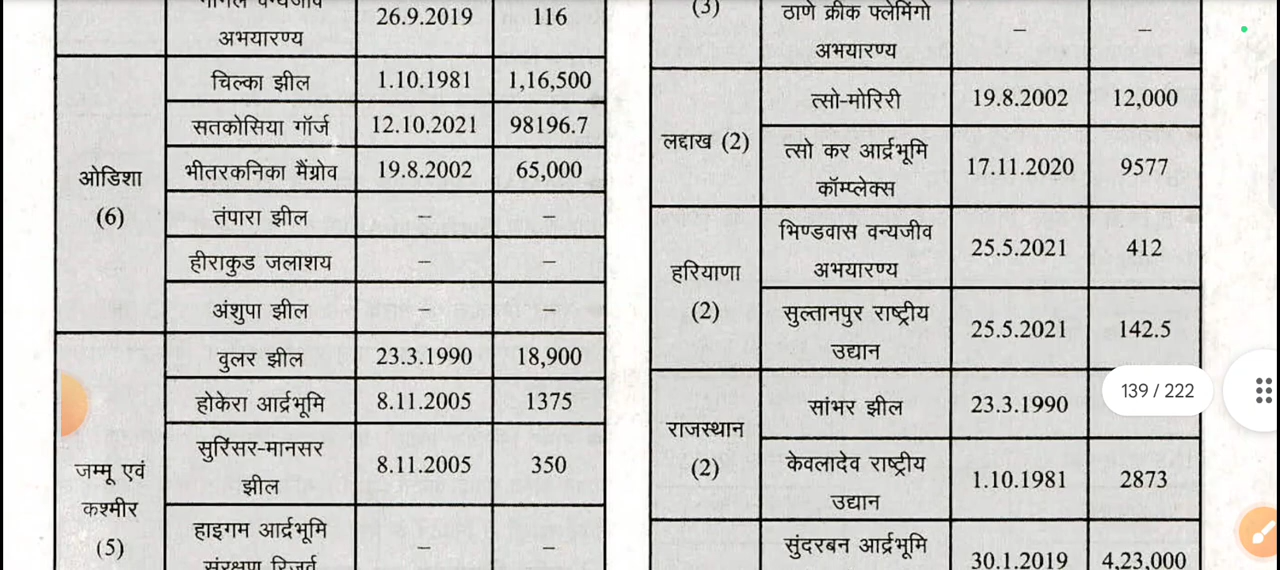 26.9.2019 116
अभयारण्य
चिल्का झील 1.10.1981 1,16,500
सतकोसिया गॉर्ज 12.10.2021 98196.7
भीतरकनिका मैंग्रोव 19.8.2002 65,000
ओडिशा
(6)
तंपारा झील – –
हीराकुड जलाशय – –
अंशुपा झील – –
वुलर झील 23.3.1990 18,900
होकेरा आर्द्रभूमि 8.11.2005 1375
सुरिंसर-मानसर
झील
8.11.2005 350
जम्मू एवं
कश्मीर
(5)
हाइगम आर्द्रभूमि
संरक्षण रिजर्व
– –
(3)
ठाणे क्रीक फ्लेमिंगो
अभयारण्य
– –
लद्दाख (2)
त्सो-मोरिरी 19.8.2002 12,000
त्सो कर आर्द्रभूमि
कॉम्प्लेक्स
17.11.2020 9577
हरियाणा
(2)
भिण्डवास वन्यजीव
अभयारण्य
25.5.2021 412
सुल्तानपुर राष्ट्रीय
उद्यान
25.5.2021 142.5
राजस्थान
(2)
सांभर झील 23.3.1990
केवलादेव राष्ट्रीय
उद्यान
1.10.1981 2873
सुंदरबन आर्द्रभूमि
30.1.2019 4,23,000
139 / 222